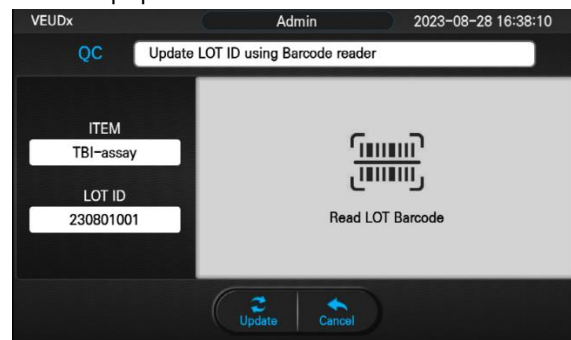 VEUDx Admin 2023-08-28 16:38:10
QC Update LOT ID using Barcode reader
ITEM
TBI-assay
LOT ID
230801001
Read LOT Barcode
Update Cancel